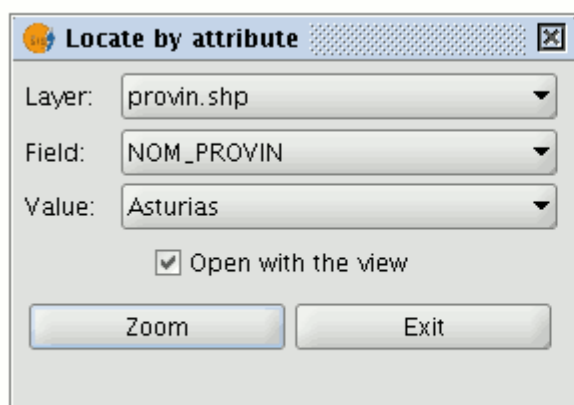 Locate by attribute
Layer: provin.shp
Field: NOM_PROVIN
Value: Asturias
Open with the view
Zoom Exit